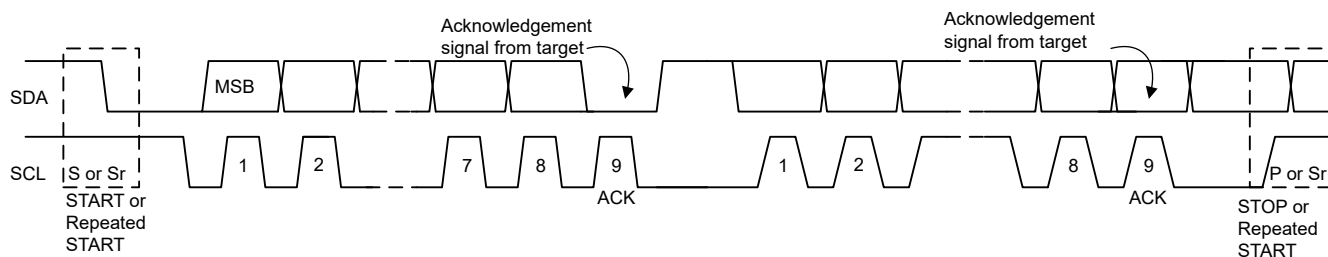 Acknowledgement
signal from target
Acknowledgement
signal from target
SDA
MSB
SCL
S or Sr
1
2
7
8
9
1
2
8
9
P or Sr
START or
Repeated
START
ACK
ACK
STOP or
Repeated
START